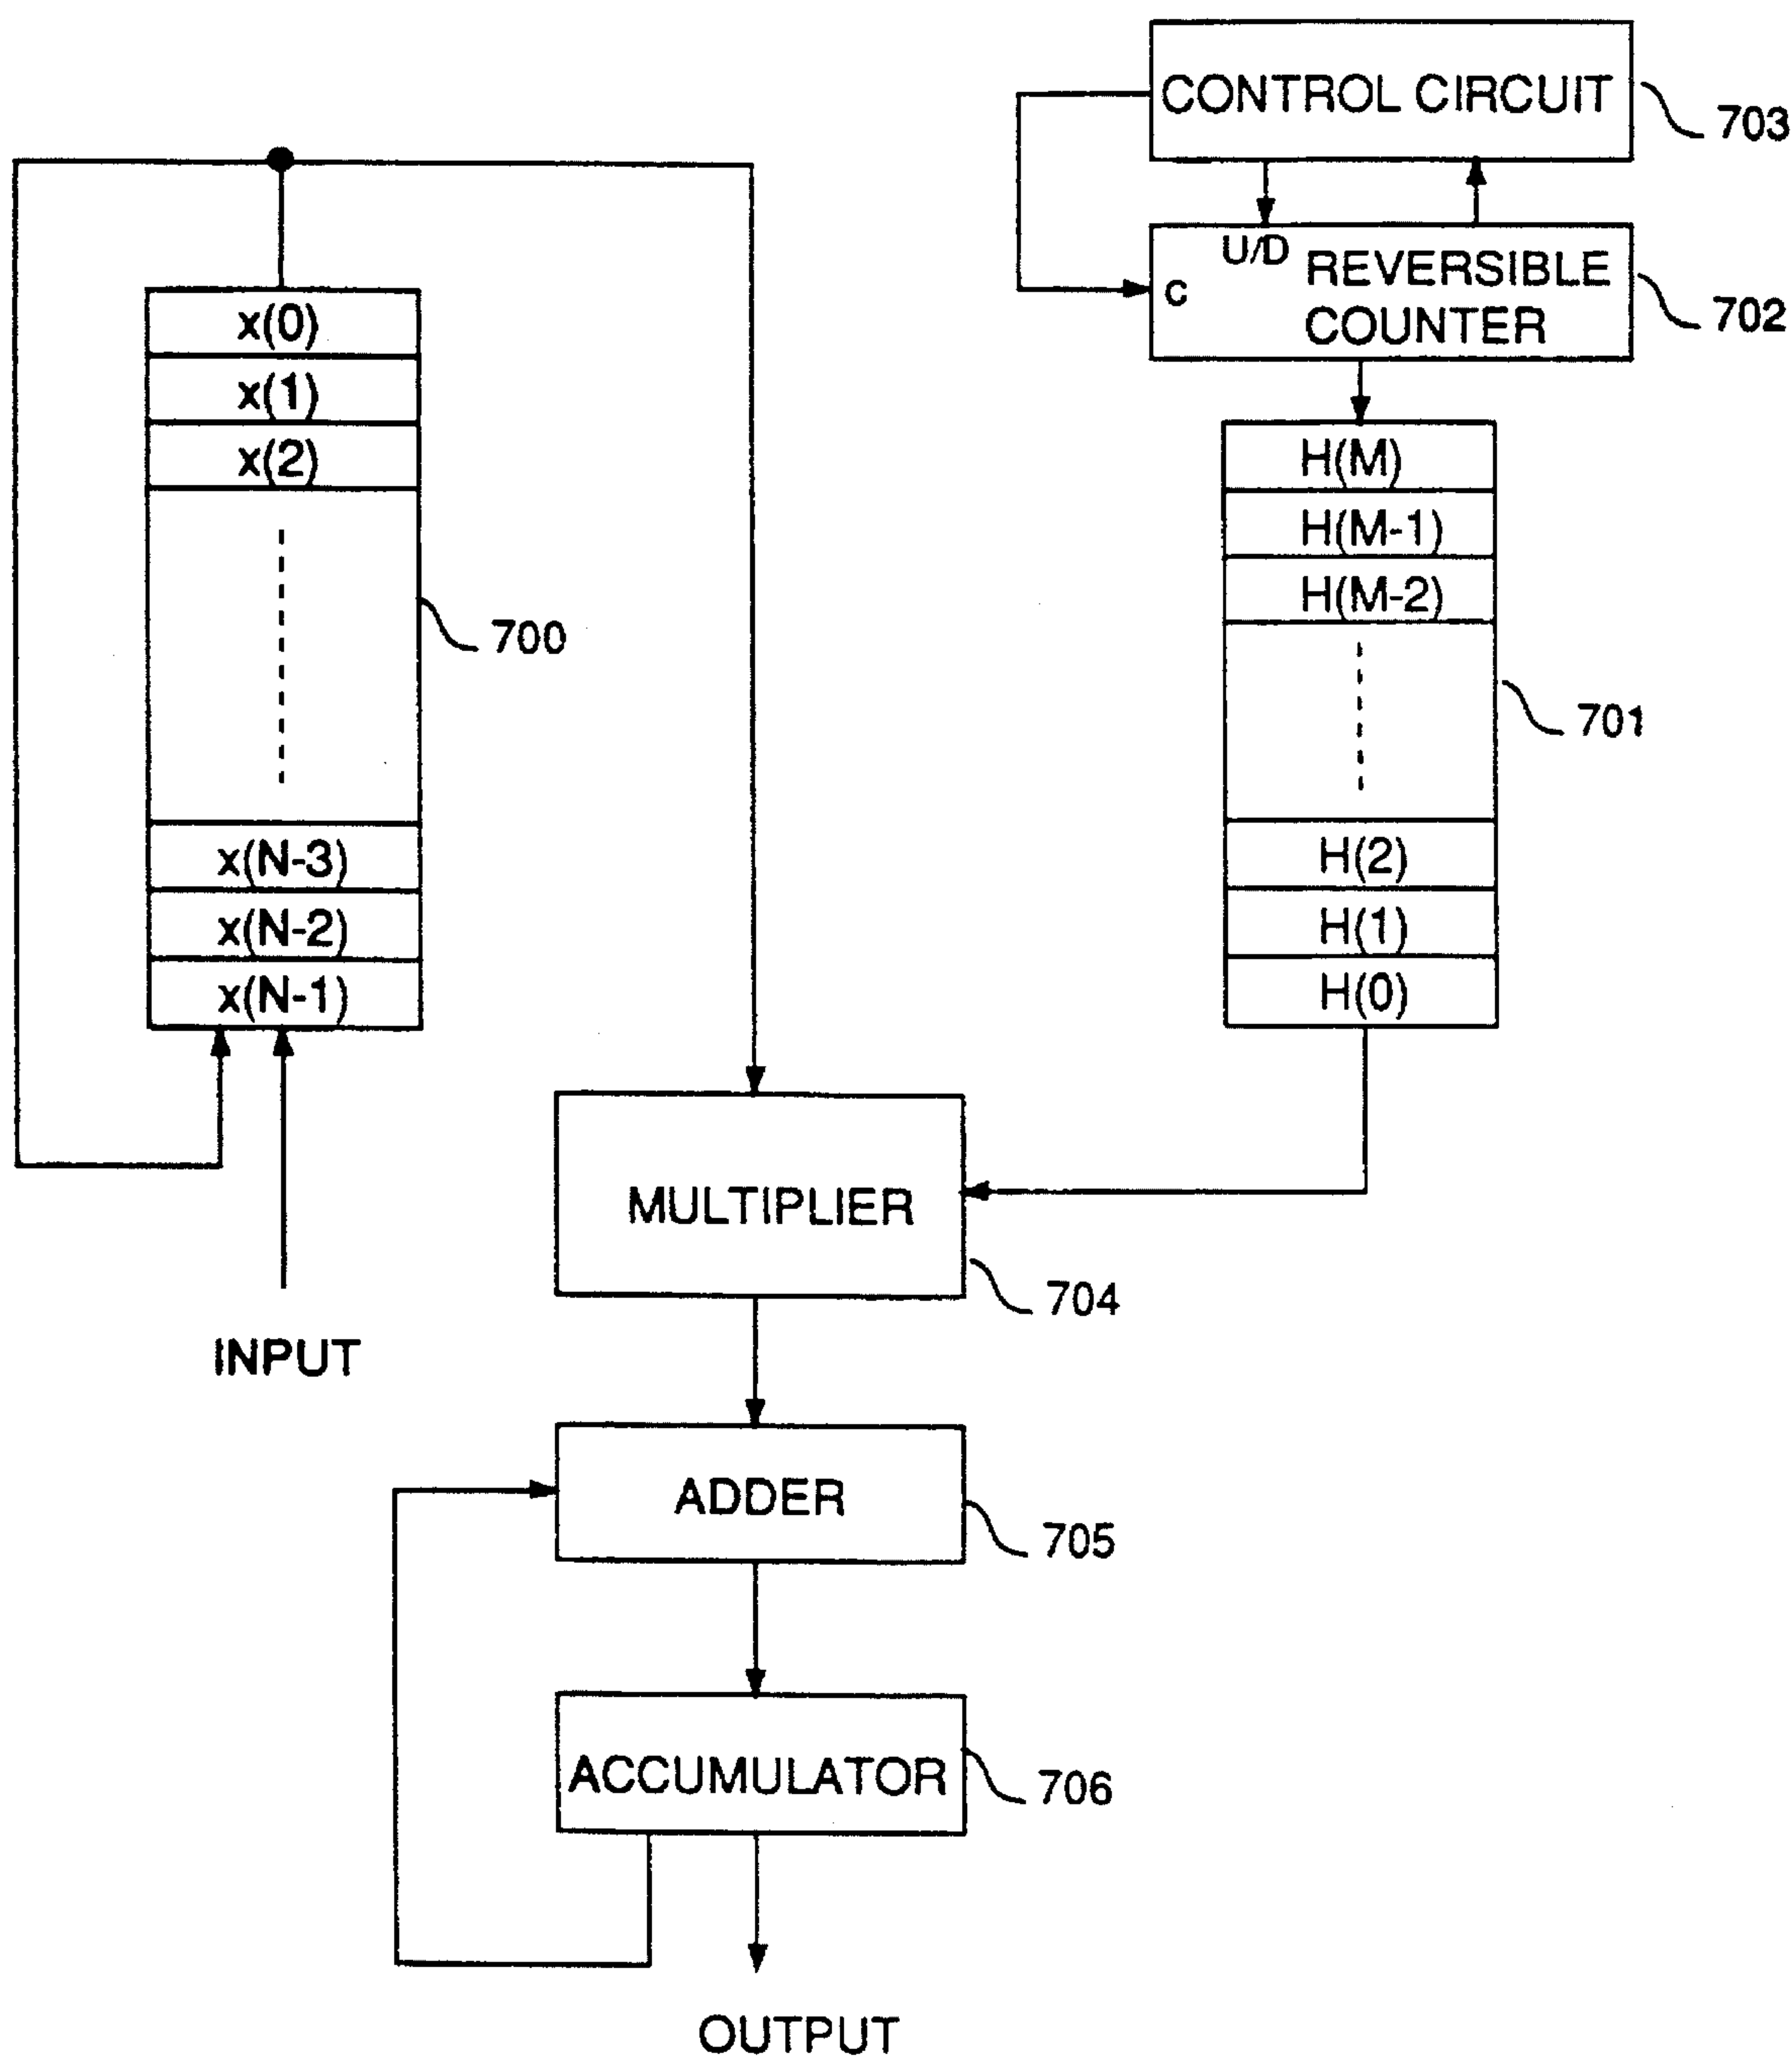 CONTROL CIRCUIT
703
U/D
REVERSIBLE
C
COUNTER
702
x(0)
x(1)
x(2)
700
x(N-3)
x(N-2)
x(N-1)
INPUT
H(M)
H(M-1)
H(M-2)
701
H(2)
H(1)
H(0)
MULTIPLIER
704
ADDER
705
ACCUMULATOR
706
OUTPUT